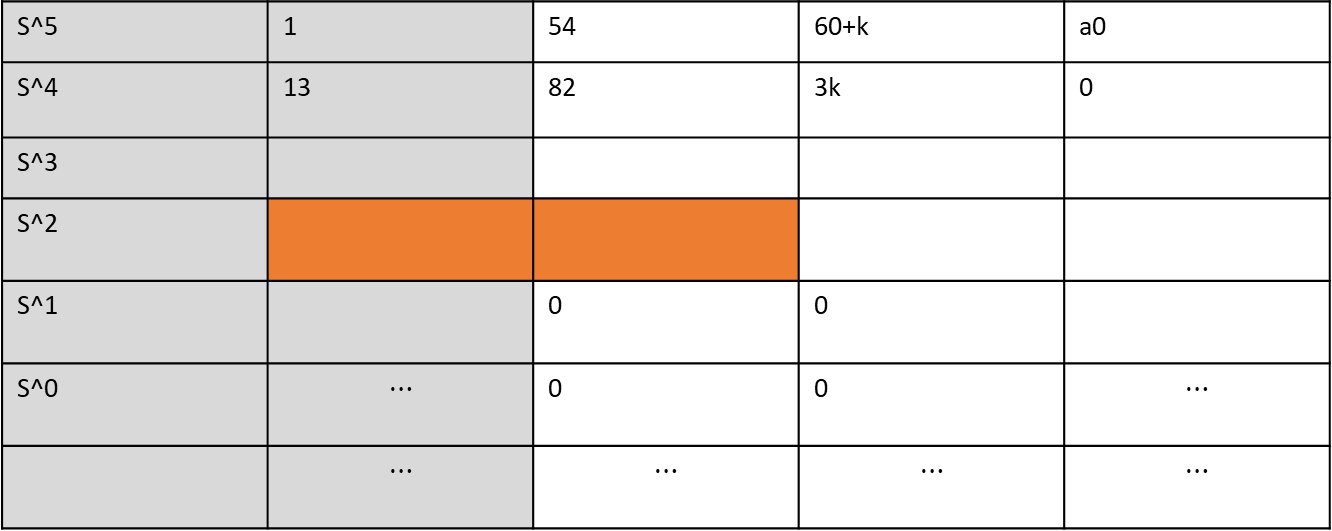 S^5 1 54 60+k a0
S^4 13 82 3k 0
S^3
S^2
S^1 0 0
S^0 ... 0 0 ...
... ... ... ...